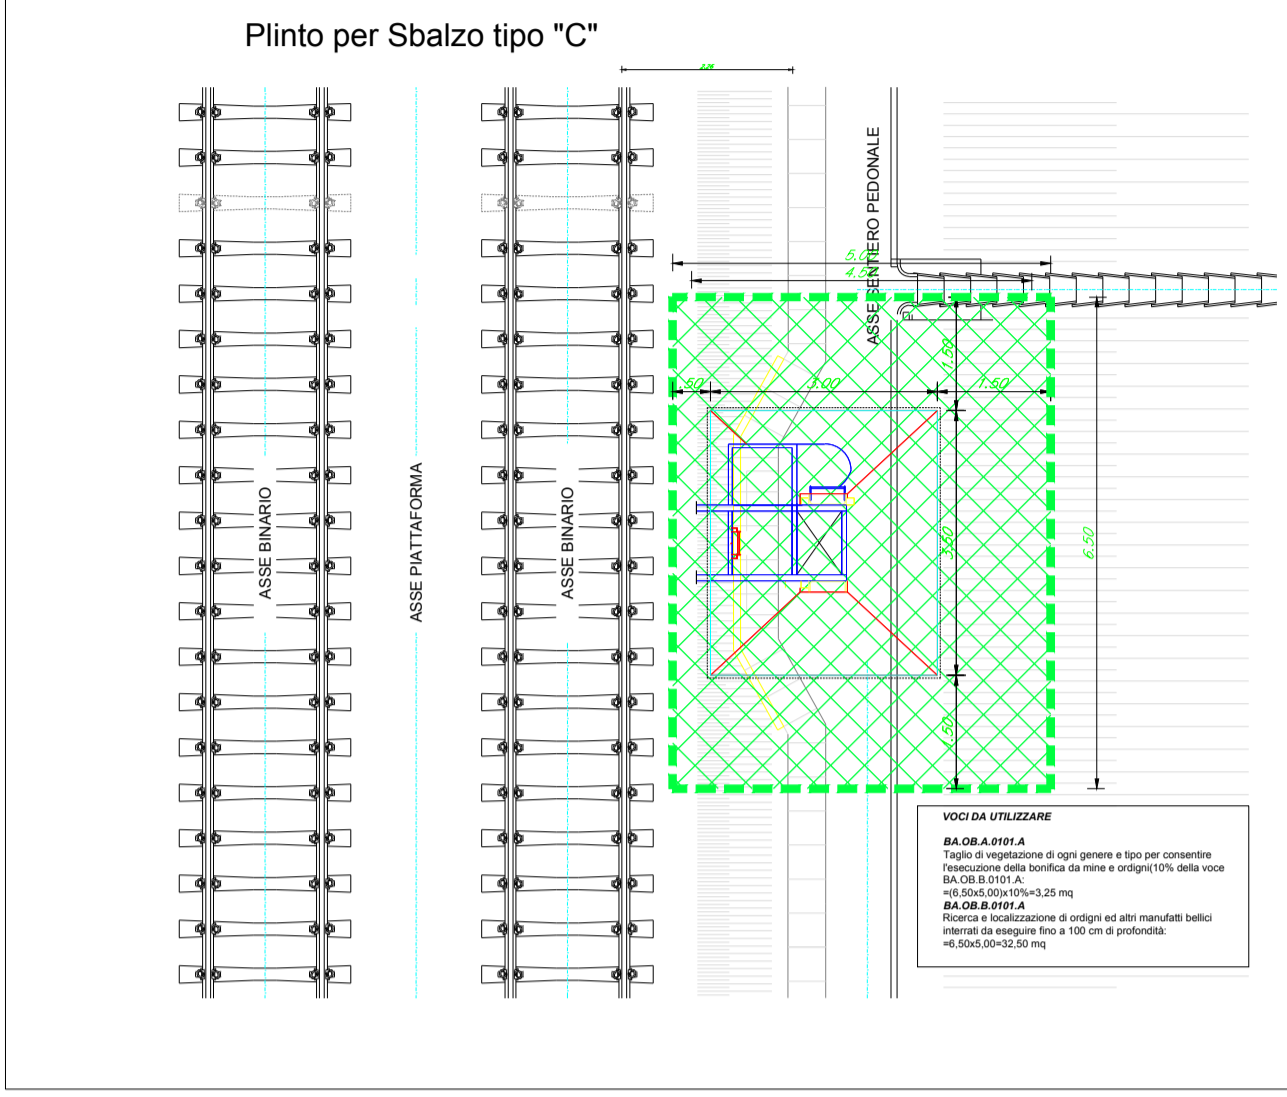 Plinto per Sbalzo tipo "C"
2.26
ASSE SENTIERO PEDONALE
5.00
4.50
1.50
.50
3.00
1.50
ASSE BINARIO
ASSE PIATTAFORMA
ASSE BINARIO
3.50
6.50
1.50
VOCI DA UTILIZZARE
BA.OB.A.0101.A
Taglio di vegetazione di ogni genere e tipo per consentire
l'esecuzione della bonifica da mine e ordigni(10% della voce
BA.OB.B.0101.A:
=(6,50x5,00)x10%=3,25 mq
BA.OB.B.0101.A
Ricerca e localizzazione di ordigni ed altri manufatti bellici
interrati da eseguire fino a 100 cm di profondità:
=6,50x5,00=32,50 mq